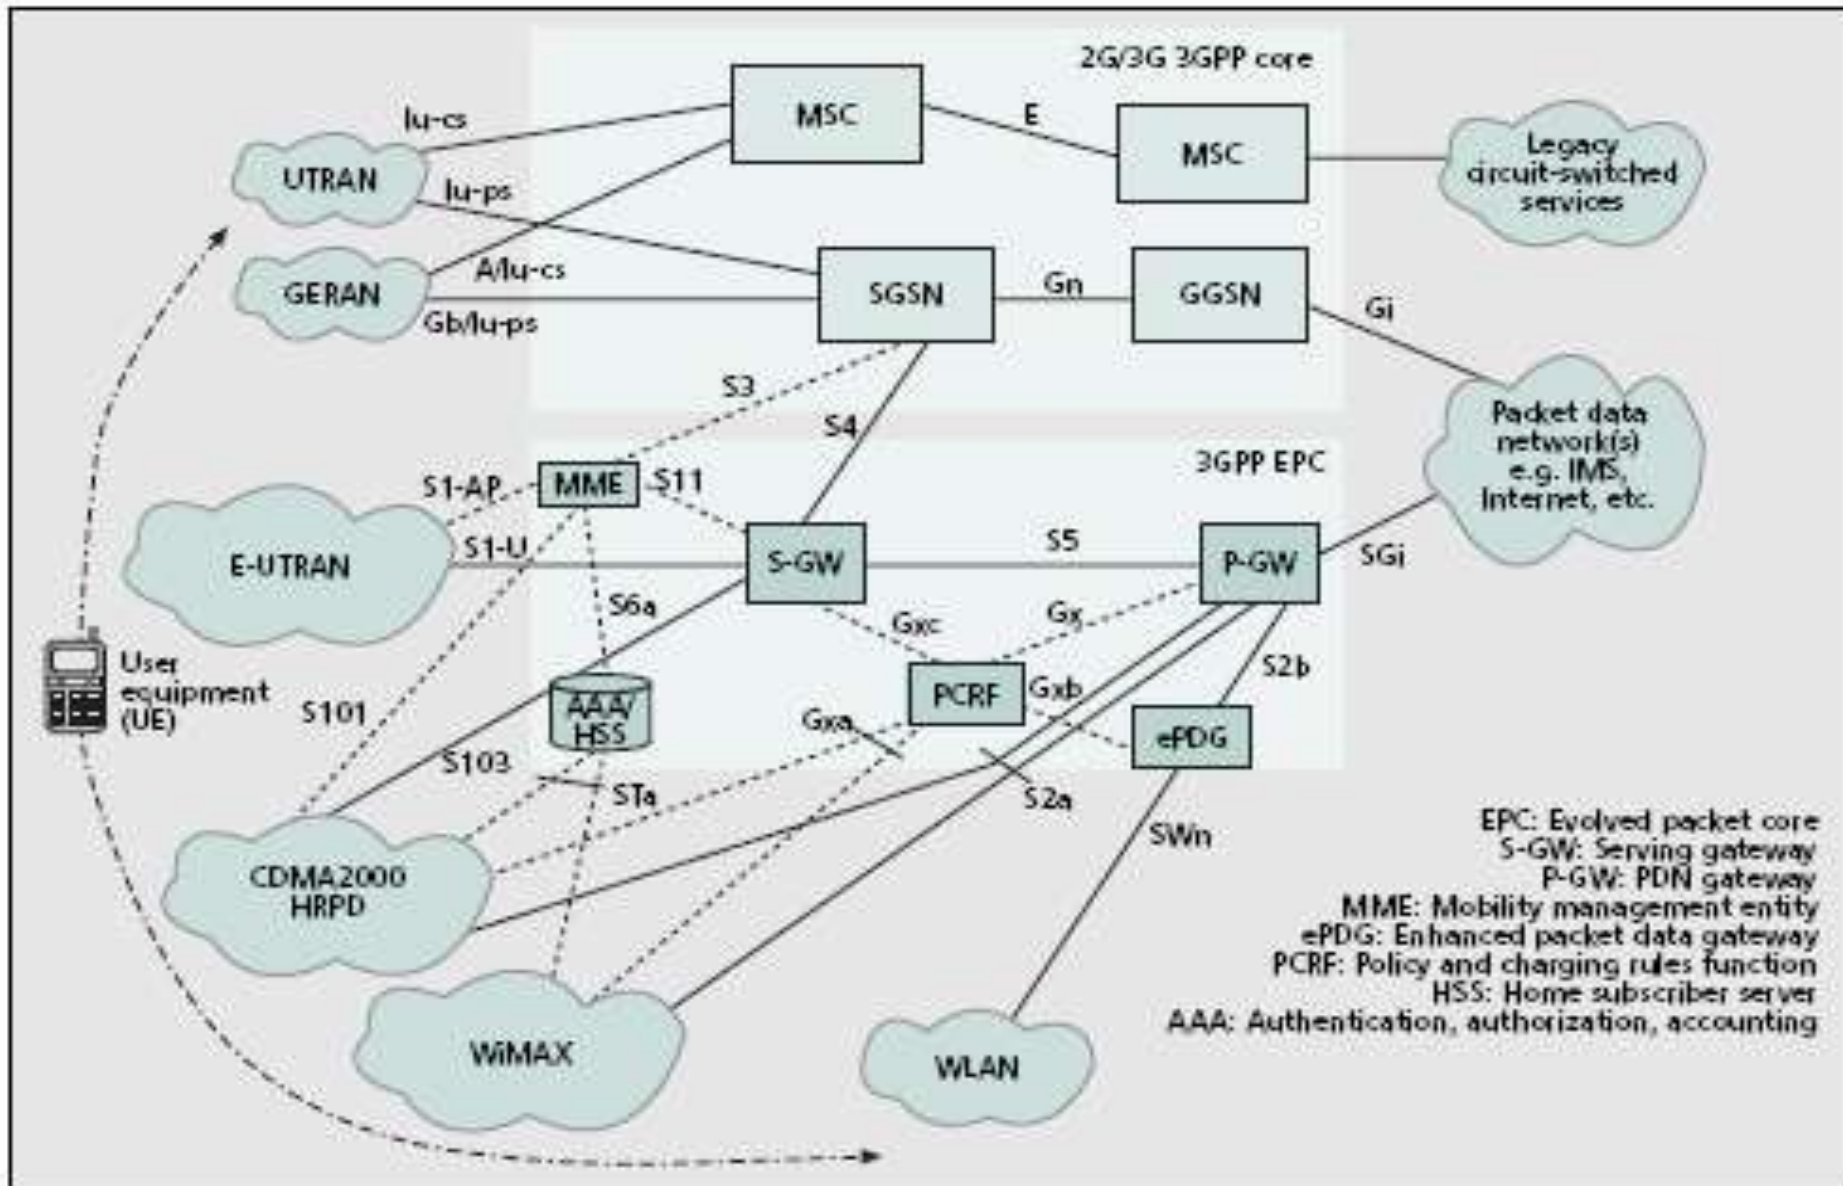 2G/3G 3GPP core
MSC
E
MSC
Legacy
circuit-switched
services
Iu-cs
UTRAN
Iu-ps
GERAN
A/Iu-cs
Gb/Iu-ps
SGSN
Gn
GGSN
Gi
S3
S4
Packet data
network(s)
e.g. IMS,
Internet, etc.
3GPP EPC
S1-AP
MME
S11
E-UTRAN
S1-U
S-GW
S5
P-GW
SGi
S6a
Gxc
Gx
S2b
User
equipment
(UE)
S101
AAA/
HSS
PCRF
Gxb
Gxa
ePDG
S103
STa
S2a
SWn
CDMA2000
HRPD
WiMAX
WLAN
EPC: Evolved packet core
S-GW: Serving gateway
P-GW: PDN gateway
MME: Mobility management entity
ePDG: Enhanced packet data gateway
PCRF: Policy and charging rules function
HSS: Home subscriber server
AAA: Authentication, authorization, accounting